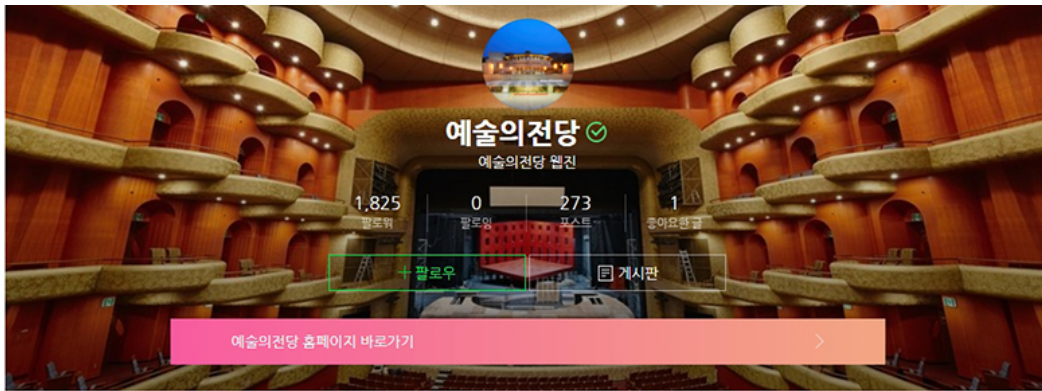 예술의전당
예술의전당 웹진
1,825 0 273 1
팔로워 팔로잉 포스트 좋아요한 글
+ 팔로우 게시판
예술의전당 홈페이지 바로가기